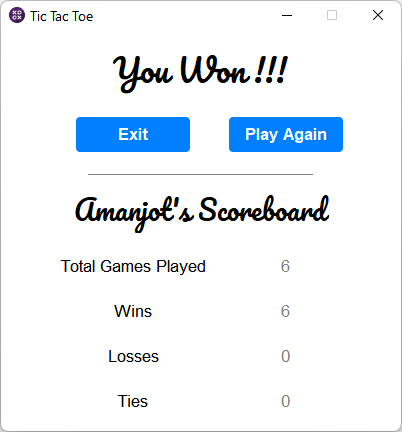 Tic Tac Toe
You Won !!!
Exit Play Again
Amanjot's Scoreboard
Total Games Played 6
Wins 6
Losses 0
Ties 0